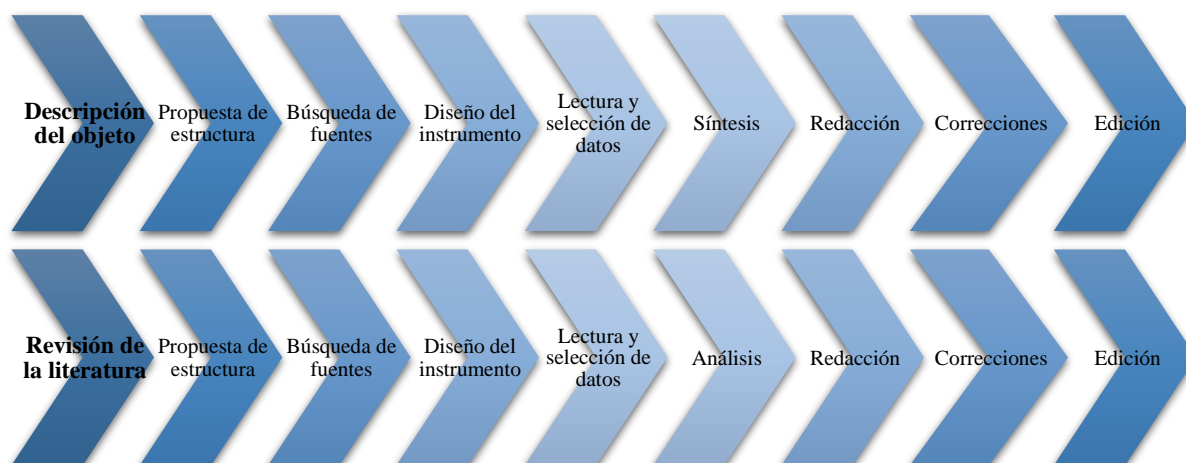 Descripción
del objeto
Propuesta de
estructura
Búsqueda de
fuentes
Diseño del
instrumento
Lectura y
selección de
datos
Síntesis
Redacción
Correcciones
Edición
Revisión de
la literatura
Propuesta de
estructura
Búsqueda de
fuentes
Diseño del
instrumento
Lectura y
selección de
datos
Análisis
Redacción
Correcciones
Edición